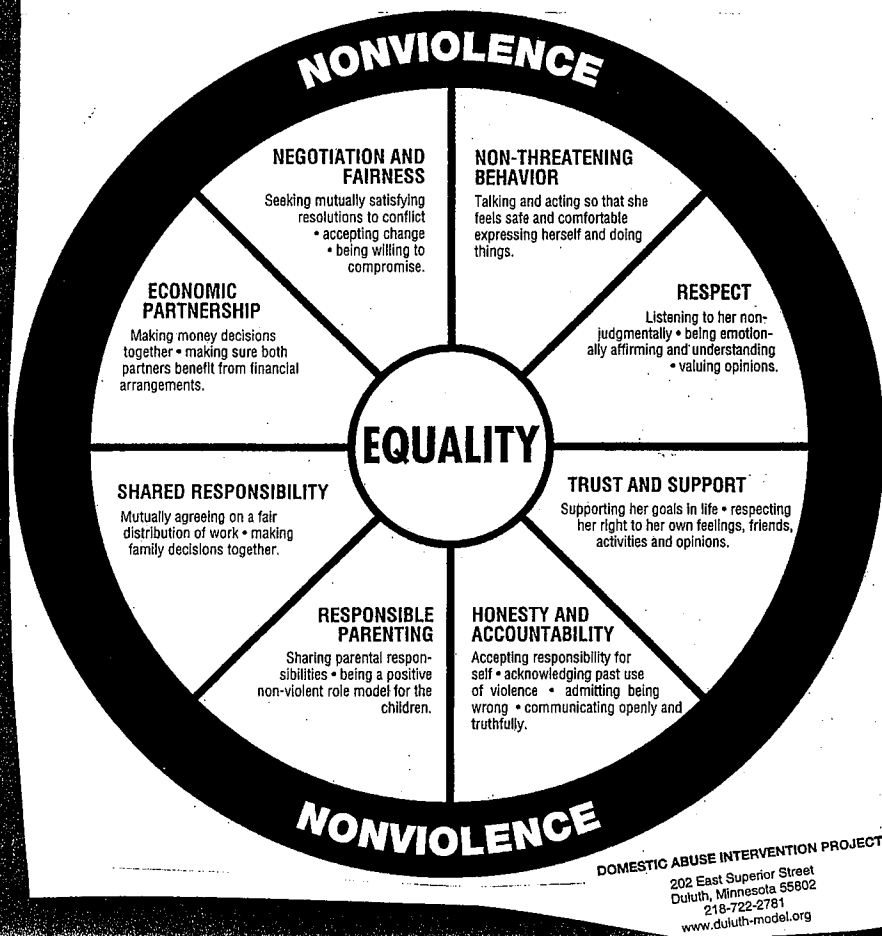 NONVIOLENCE
NEGOTIATION AND
FAIRNESS
Seeking mutually satisfying
resolutions to conflict
• accepting change
• being willing to
compromise.
NON-THREATENING
BEHAVIOR
Talking and acting so that she
feels safe and comfortable
expressing herself and doing
things.
RESPECT
Listening to her non-
judgmentally • being emotion-
ally affirming and understanding
• valuing opinions.
TRUST AND SUPPORT
Supporting her goals in life • respecting
her right to her own feelings, friends,
activities and opinions.
HONESTY AND
ACCOUNTABILITY
Accepting responsibility for
self • acknowledging past use
of violence • admitting being
wrong • communicating openly and
truthfully.
RESPONSIBLE
PARENTING
Sharing parental respon-
sibilities • being a positive
non-violent role model for the
children.
SHARED RESPONSIBILITY
Mutually agreeing on a fair
distribution of work • making
family decisions together.
ECONOMIC
PARTNERSHIP
Making money decisions
together • making sure both
partners benefit from financial
arrangements.
EQUALITY
NONVIOLENCE
DOMESTIC ABUSE INTERVENTION PROJECT
202 East Superior Street
Duluth, Minnesota 55802
218-722-2781
www.duluth-model.org